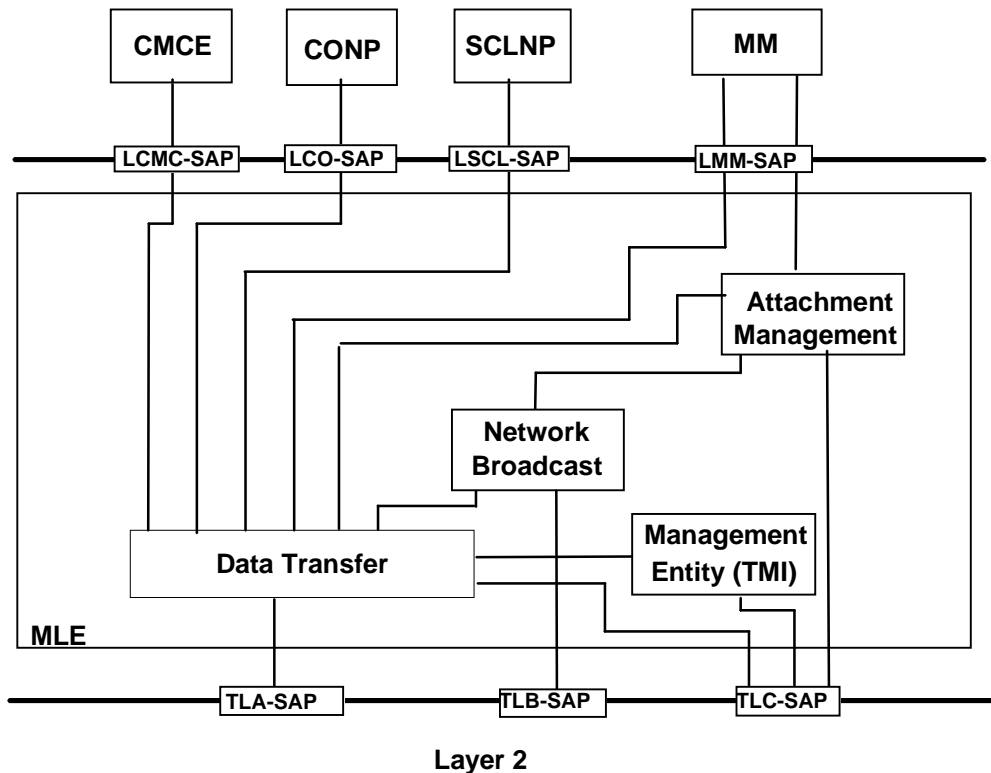 CMCE
CONP
SCLNP
MM
LCMC-SAP
LCO-SAP
LSCL-SAP
LMM-SAP
Attachment
Management
Network
Broadcast
Data Transfer
Management
Entity (TMI)
MLE
TLA-SAP
TLB-SAP
TLC-SAP
Layer 2